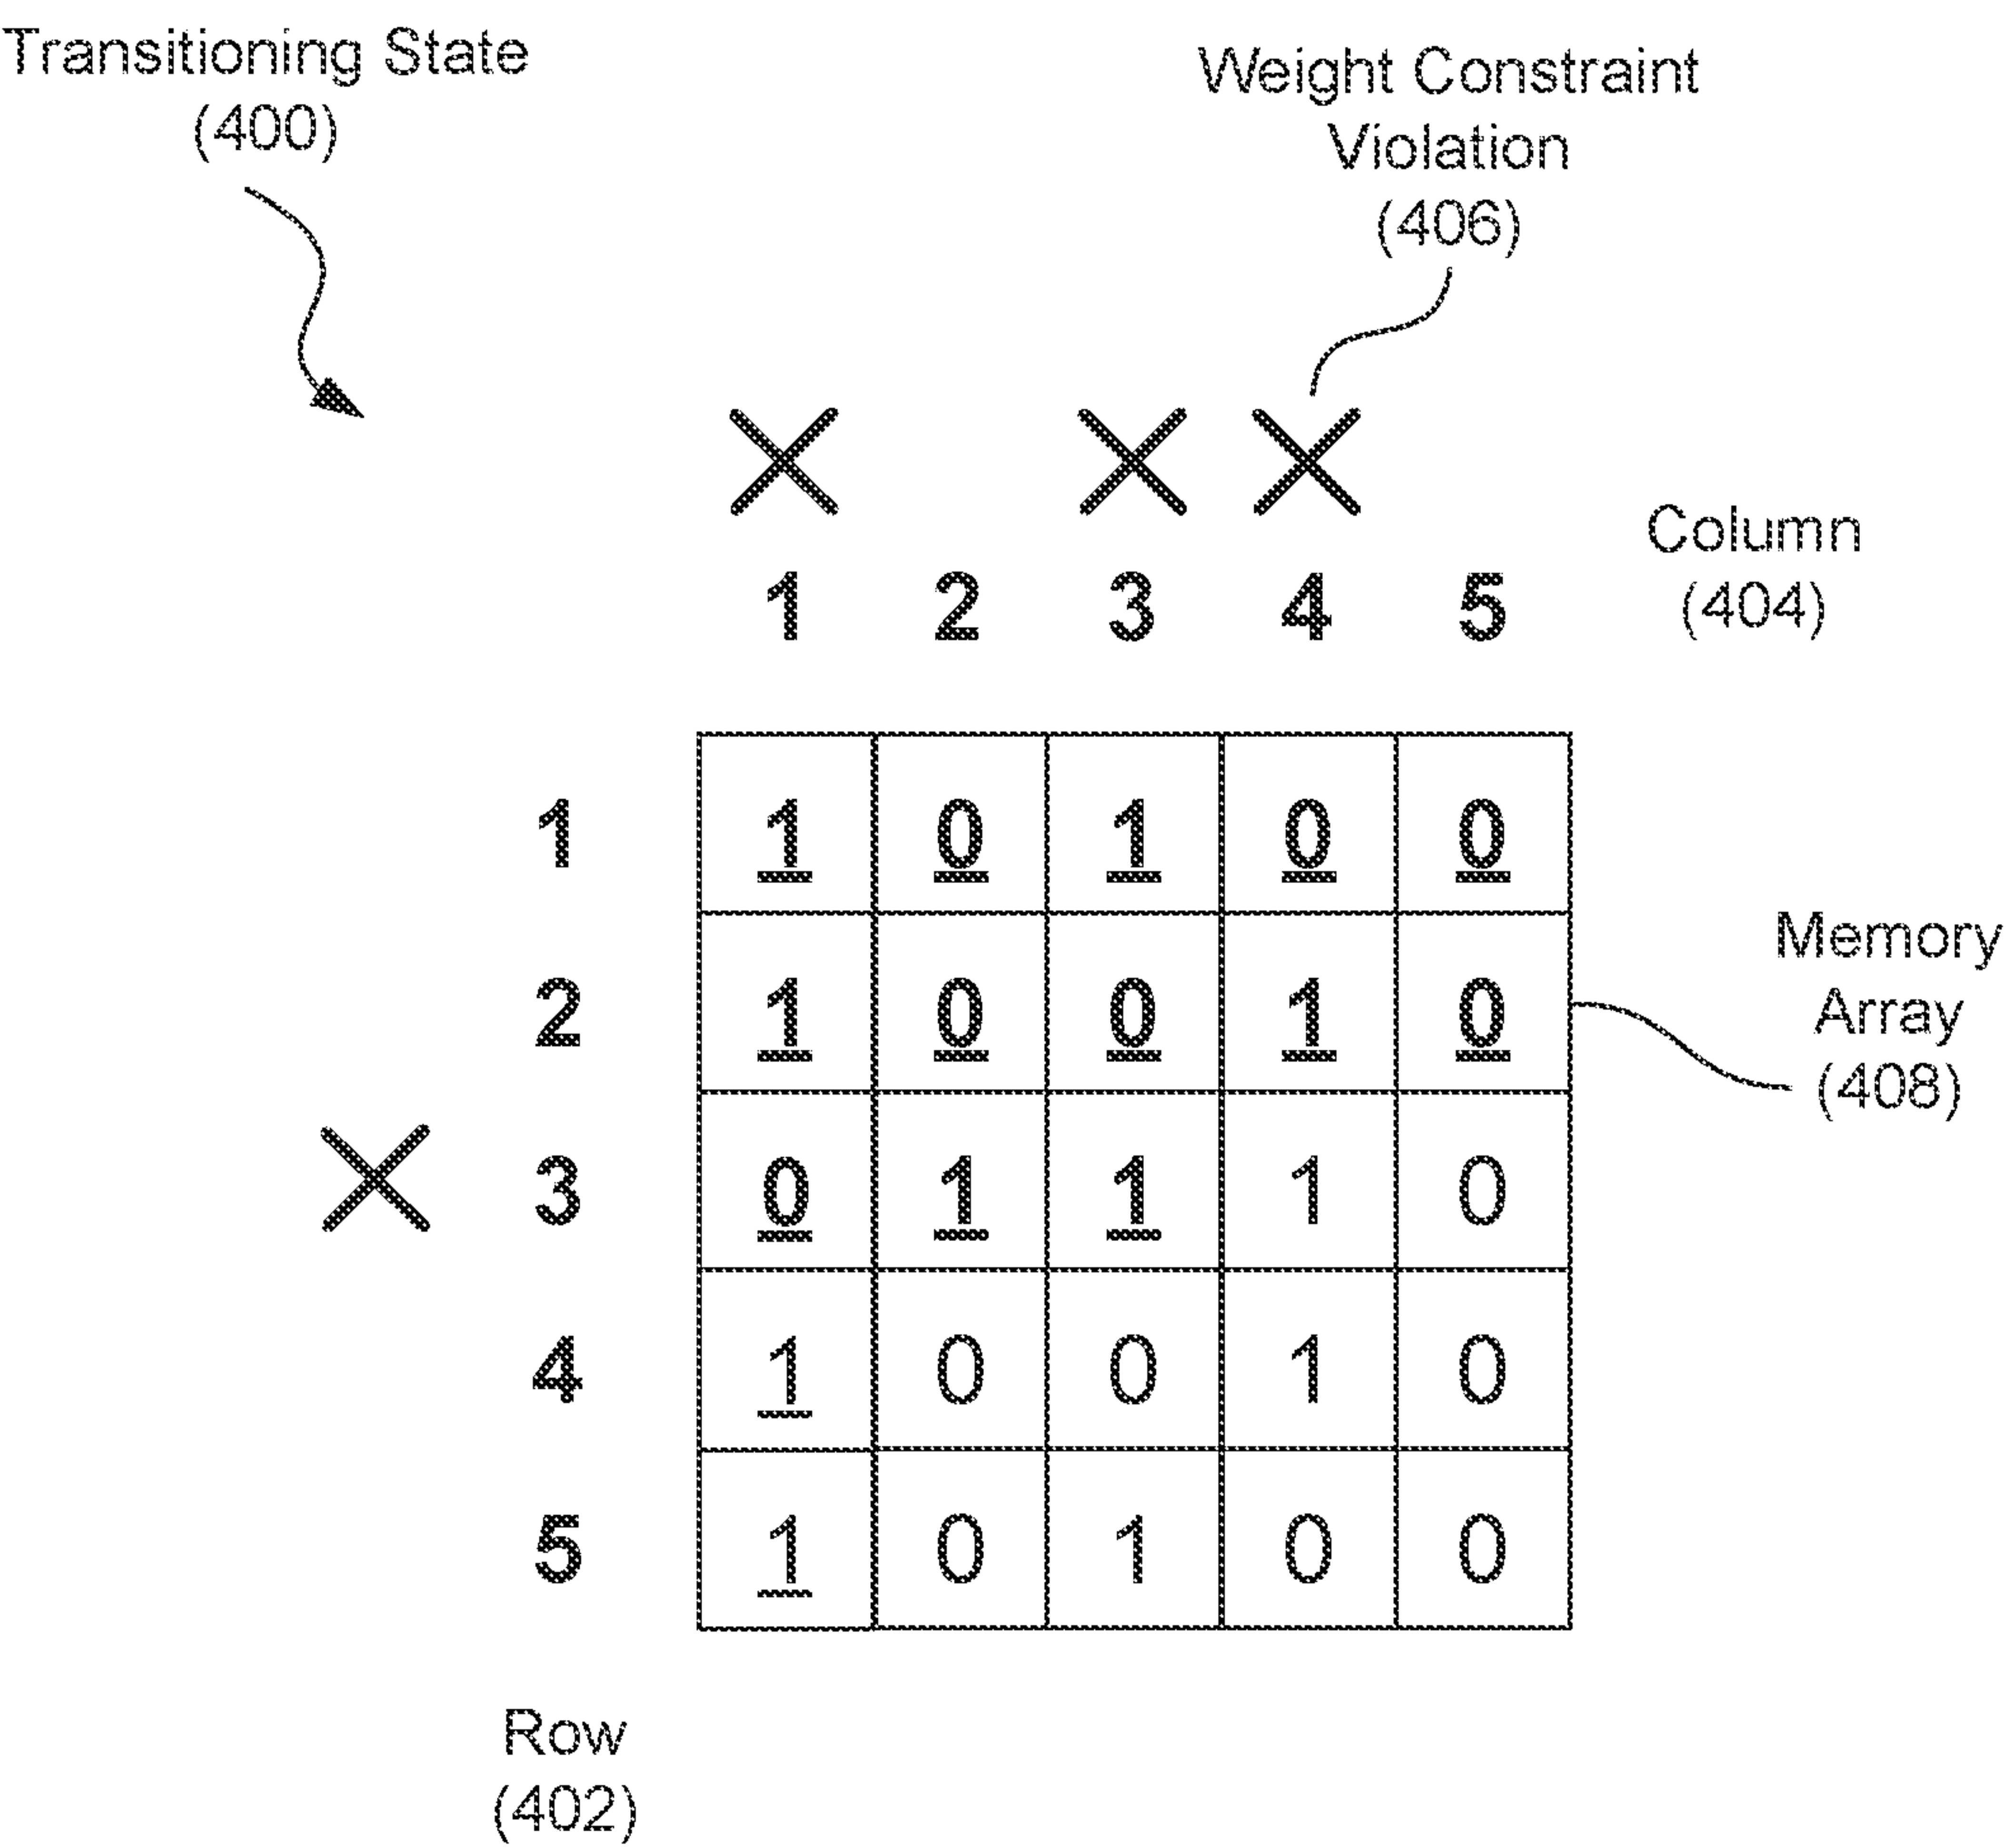 Transitioning State
(400)
Weight Constraint
Violation
(406)
Column
(404)
1 2 3 4 5
1 1 0 1 0 0
2 1 0 0 1 0
Memory
Array
(408)
3 0 1 1 1 0
4 1 0 0 1 0
5 1 0 1 0 0
Row
(402)